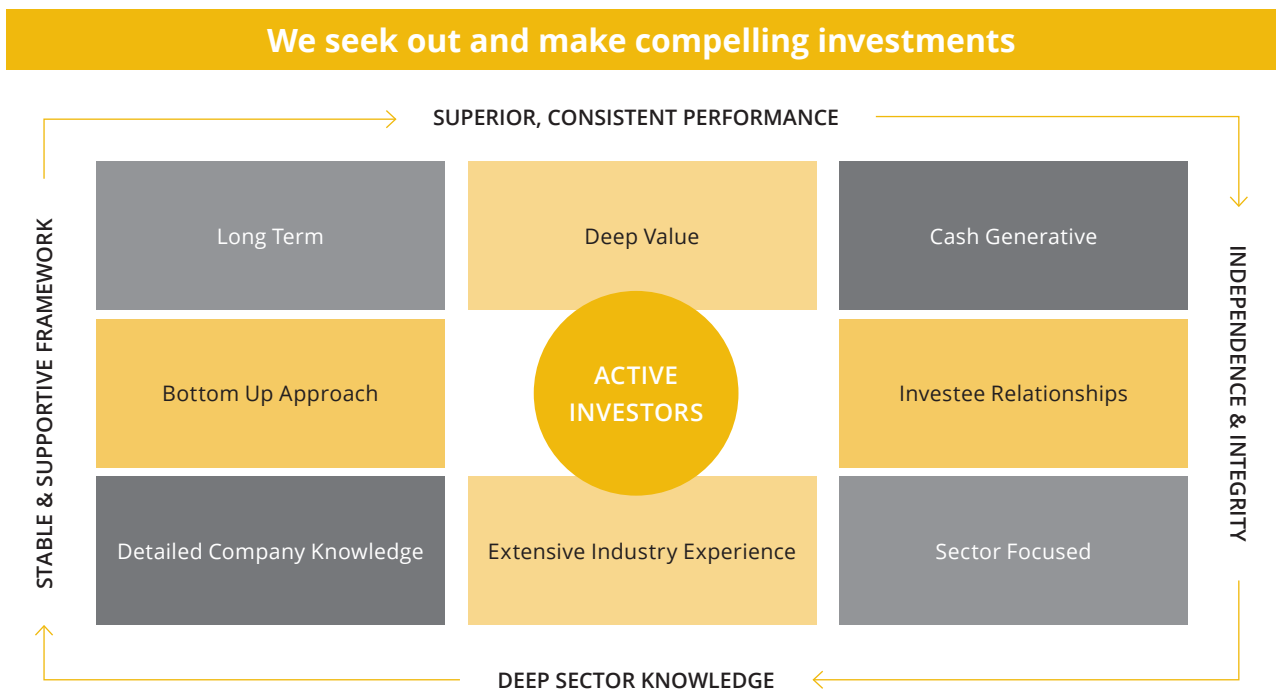 We seek out and make compelling investments
SUPERIOR, CONSISTENT PERFORMANCE
STABLE & SUPPORTIVE FRAMEWORK
Long Term
Deep Value
Cash Generative
Bottom Up Approach
ACTIVE
INVESTORS
Investee Relationships
Detailed Company Knowledge
Extensive Industry Experience
Sector Focused
INDEPENDENCE & INTEGRITY
DEEP SECTOR KNOWLEDGE